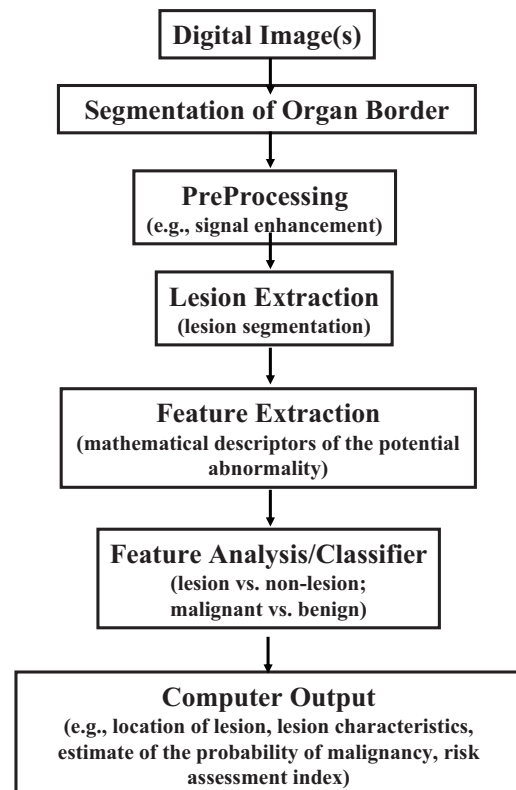 Digital Image(s)
Segmentation of Organ Border
PreProcessing
(e.g., signal enhancement)
Lesion Extraction
(lesion segmentation)
Feature Extraction
(mathematical descriptors of the potential
abnormality)
Feature Analysis/Classifier
(lesion vs. non-lesion;
malignant vs. benign)
Computer Output
(e.g., location of lesion, lesion characteristics,
estimate of the probability of malignancy, risk
assessment index)